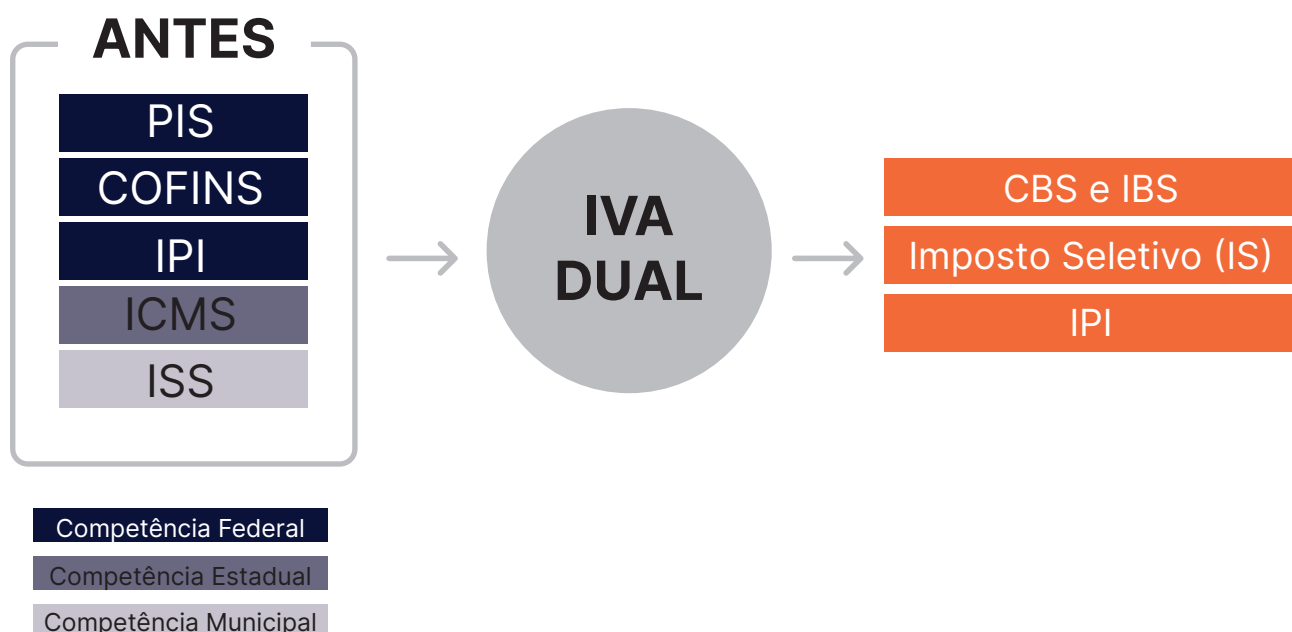 ANTES
PIS
COFINS
IPI
ICMS
ISS
IVA
DUAL
CBS e IBS
Imposto Seletivo (IS)
IPI
Competência Federal
Competência Estadual
Competência Municipal